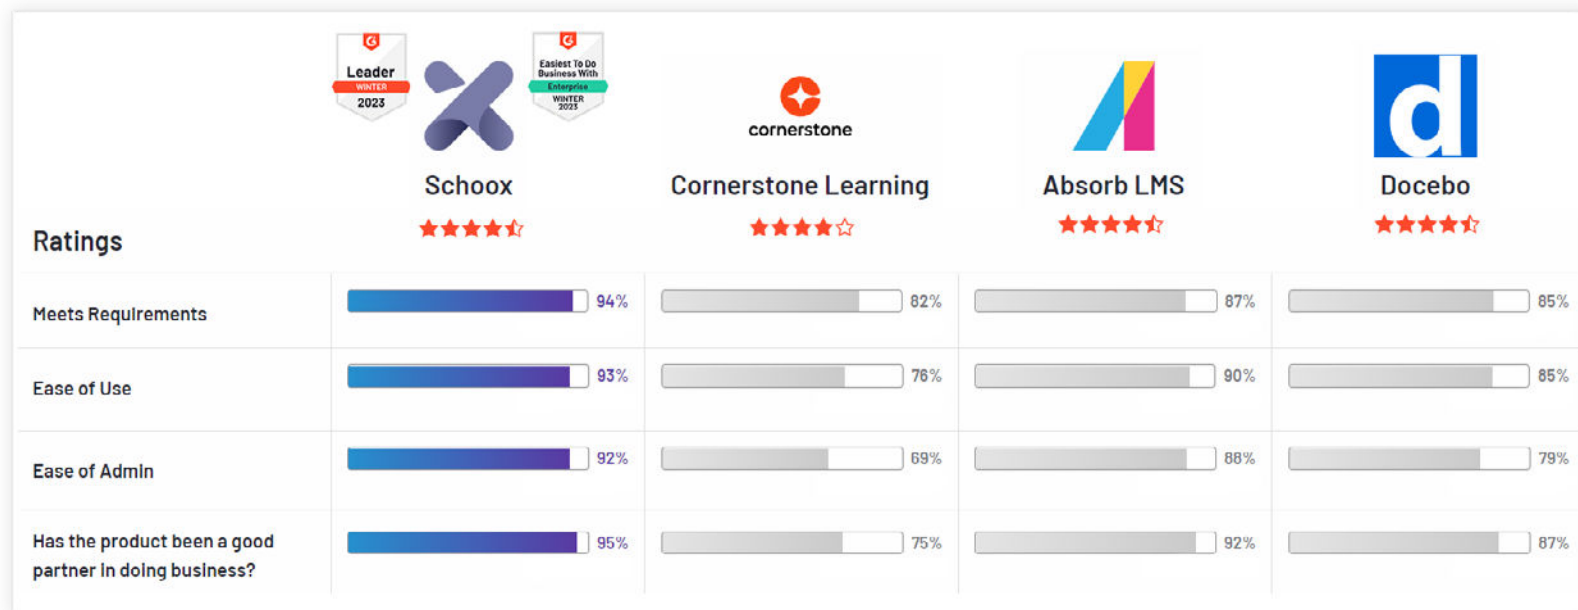 Leader
WINTER
2023
Easiest To Do
Business With
Enterprise
WINTER
2023
cornerstone
d
Schoox
Cornerstone Learning
Absorb LMS
Docebo
Ratings
Meets Requirements
94%
82%
87%
85%
Ease of Use
93%
76%
90%
85%
Ease of Admin
92%
69%
88%
79%
Has the product been a good
partner in doing business?
95%
75%
92%
87%